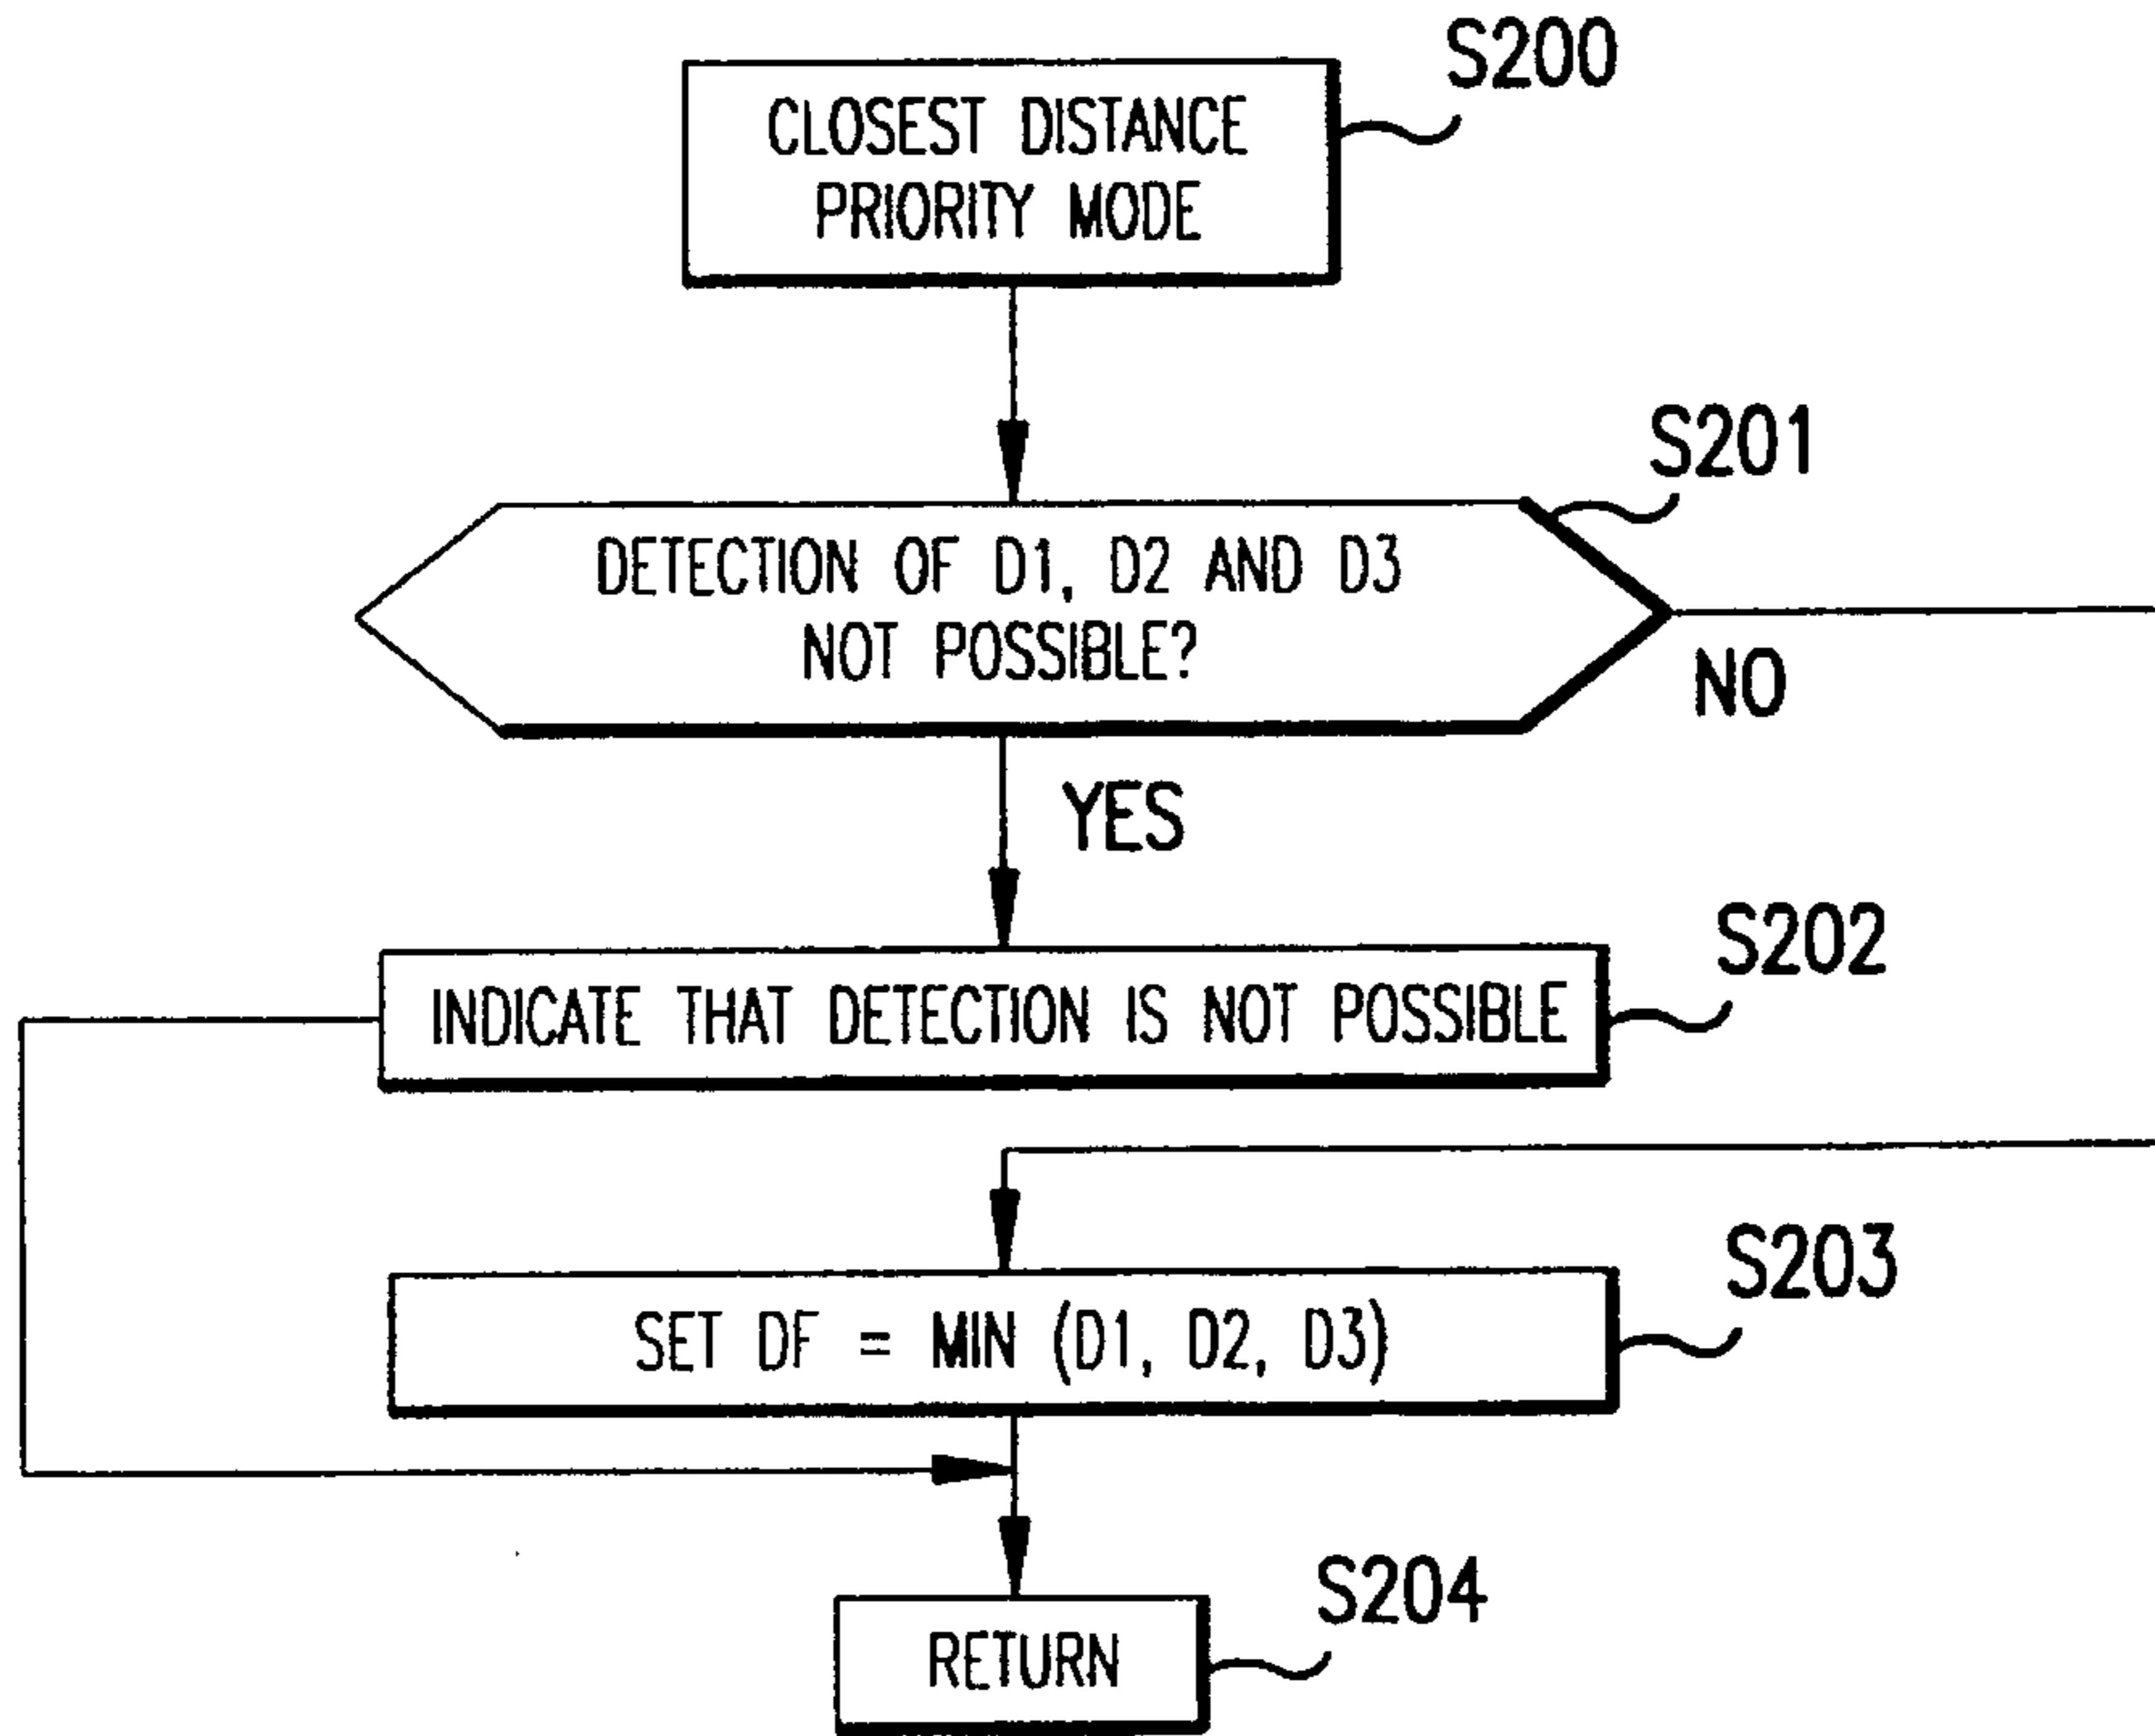 S200
CLOSEST DISTANCE
PRIORITY MODE
S201
DETECTION OF D1, D2 AND D3
NOT POSSIBLE?
NO
YES
S202
INDICATE THAT DETECTION IS NOT POSSIBLE
S203
SET DF = MIN (D1, D2, D3)
S204
RETURN